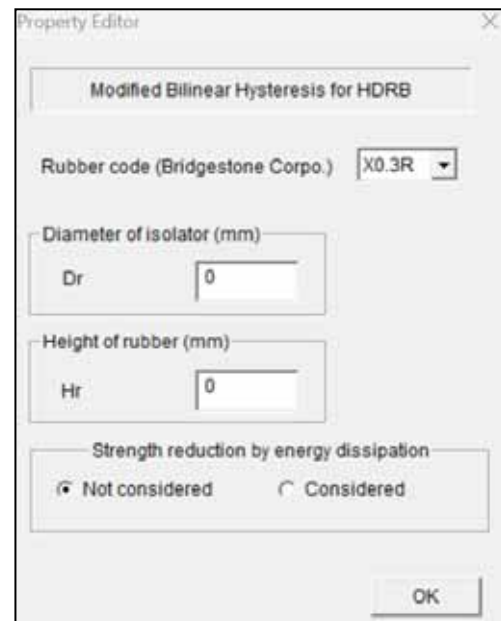 Property Editor
Modified Bilinear Hysteresis for HDRB
Rubber code (Bridgestone Corpo.) X0.3R
Diameter of isolator (mm)
Dr 0
Height of rubber (mm)
Hr 0
Strength reduction by energy dissipation
Not considered Considered
OK